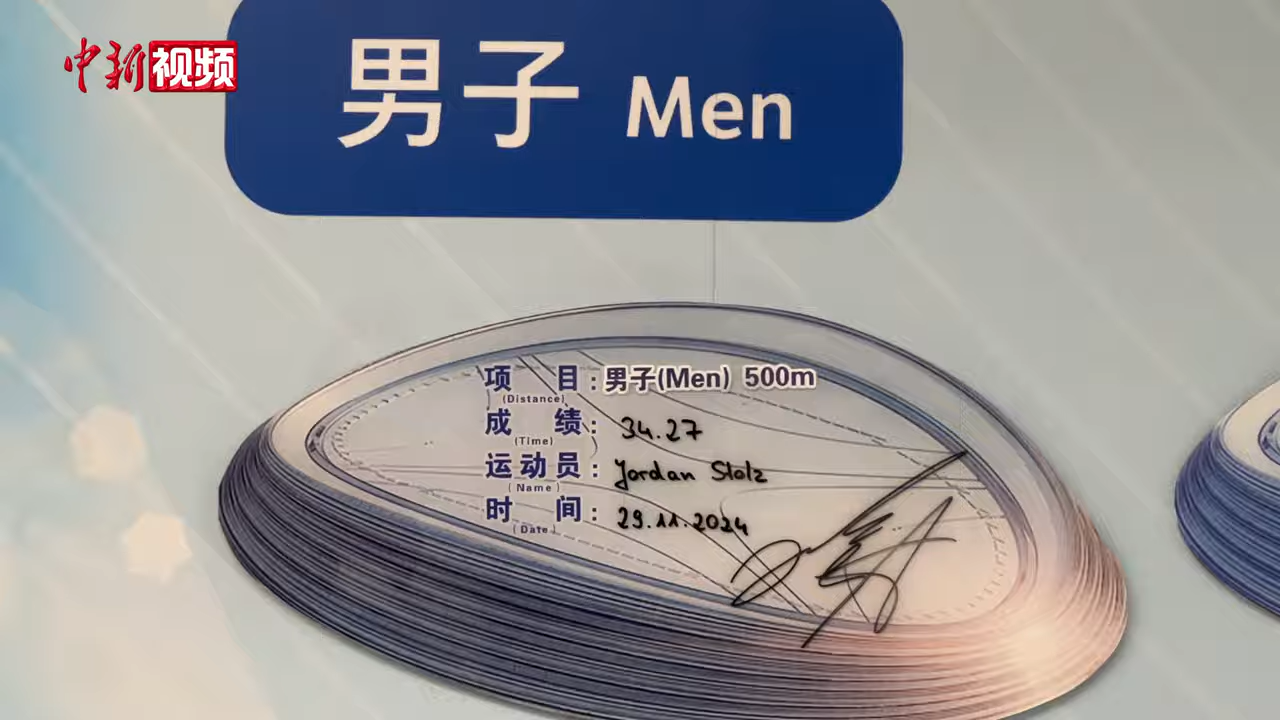 中新视频
男子 Men
项目:男子(Men) 500m
(Distance)
成绩: 34.27
(Time)
运动员: Jordan Stolz
(Name)
时间: 29.11.2024
(Date)